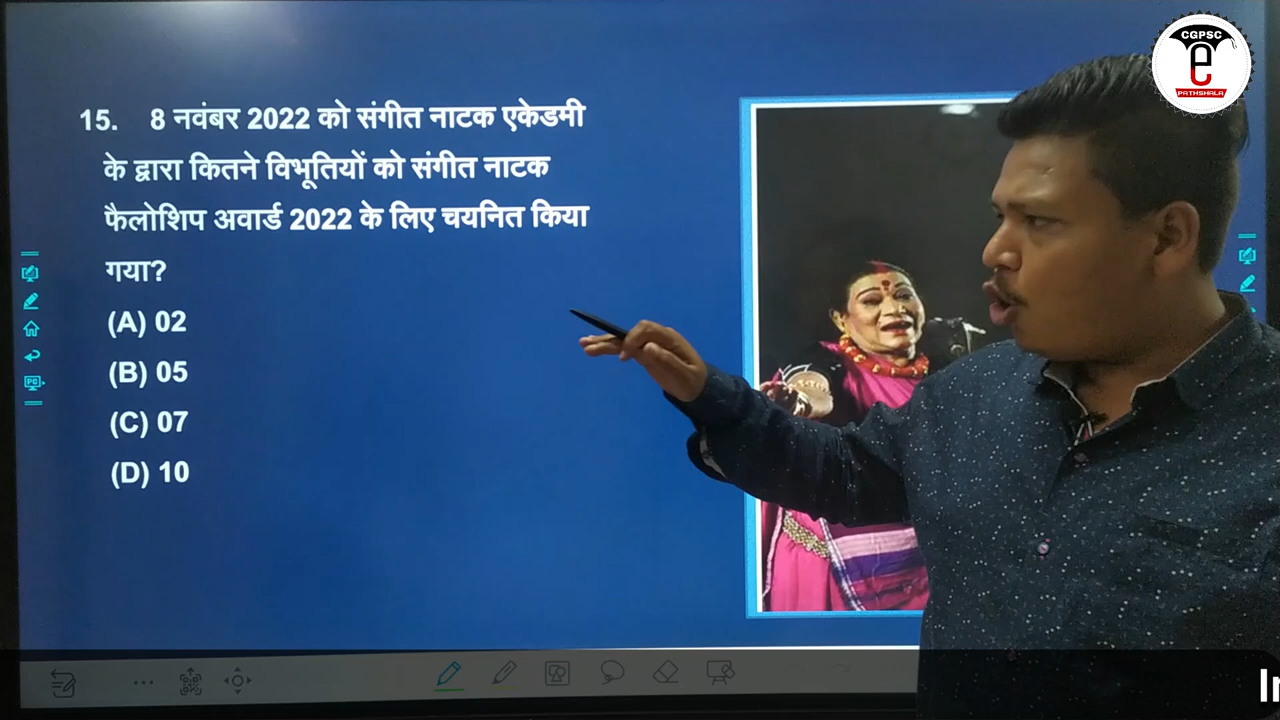 CGPSC
e
PATHSHALA
15. 8 नवंबर 2022 को संगीत नाटक एकेडमी
के द्वारा कितने विभूतियों को संगीत नाटक
फैलोशिप अवार्ड 2022 के लिए चयनित किया
गया?
(A) 02
(B) 05
(C) 07
(D) 10
PC